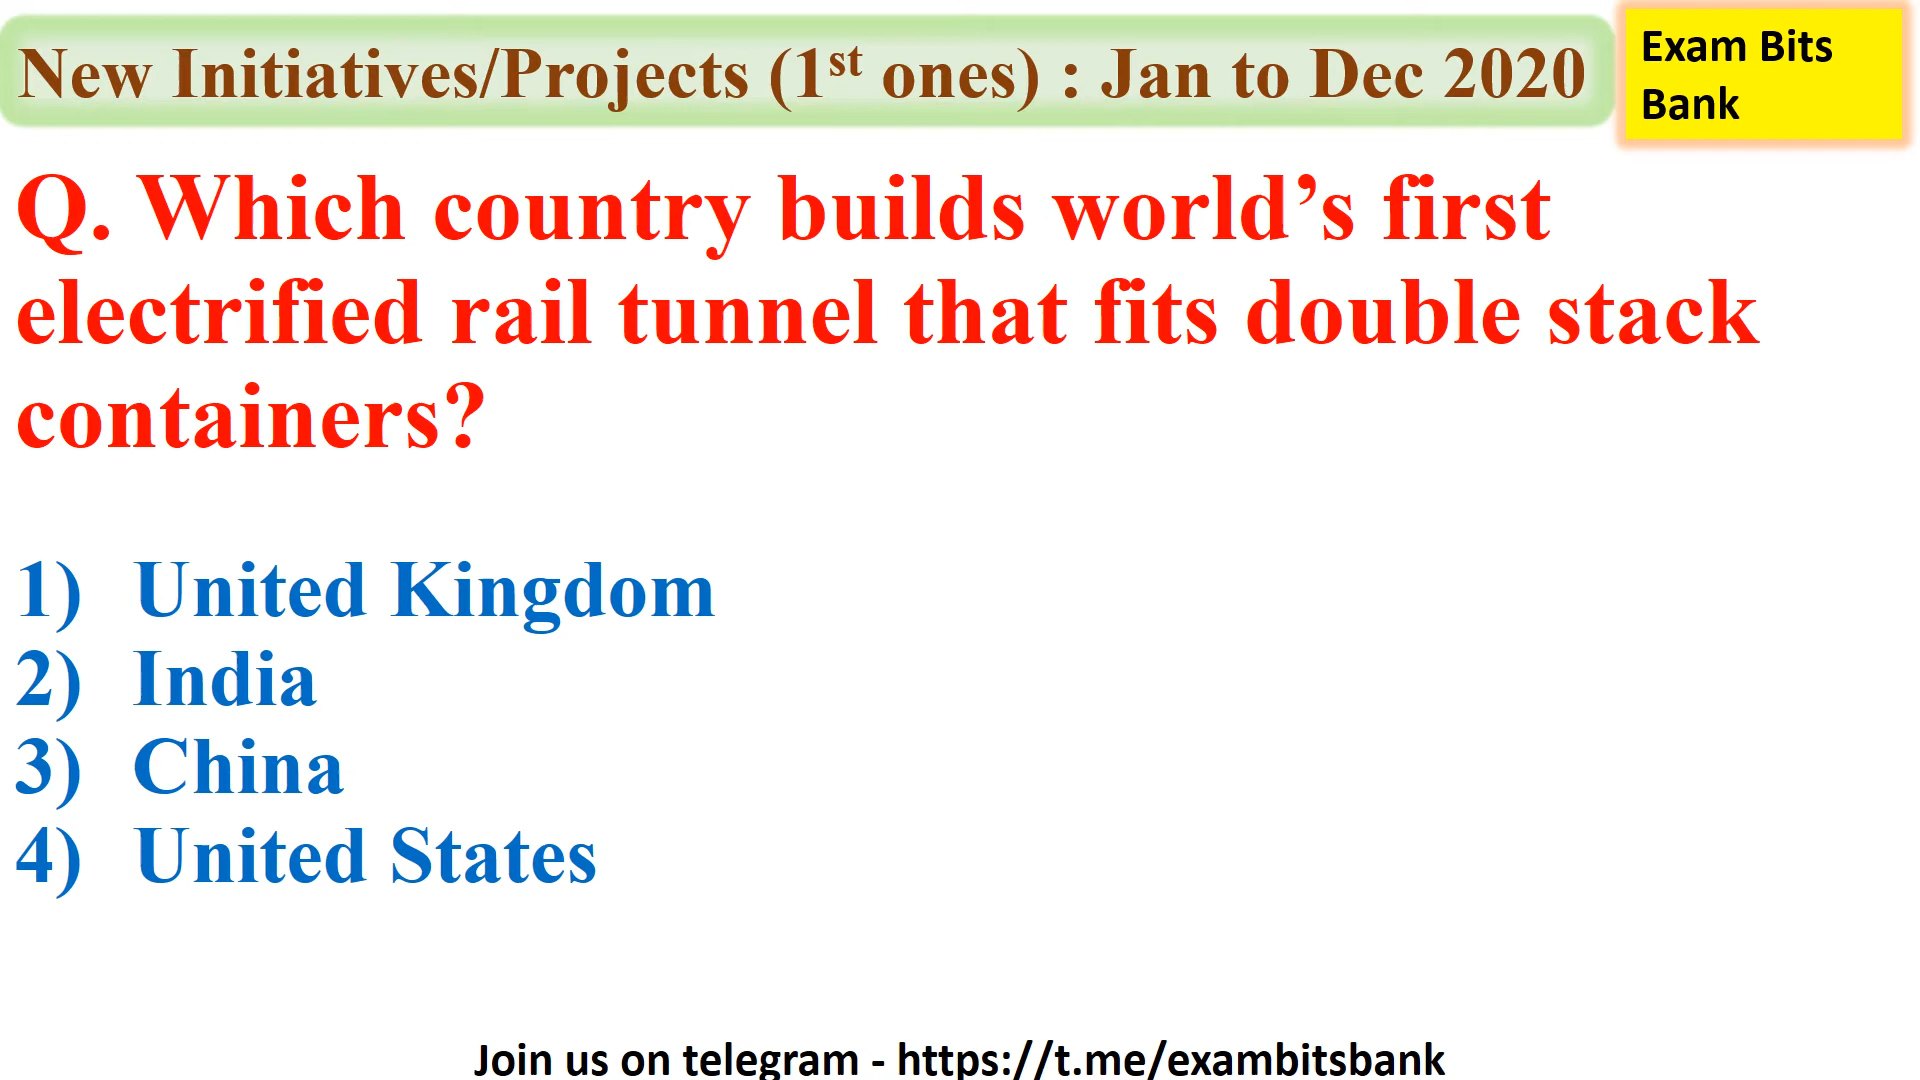 New Initiatives/Projects (1st ones) : Jan to Dec 2020
Exam Bits
Bank
Q. Which country builds world’s first
electrified rail tunnel that fits double stack
containers?
1) United Kingdom
2) India
3) China
4) United States
Join us on telegram - https://t.me/exambitsbank